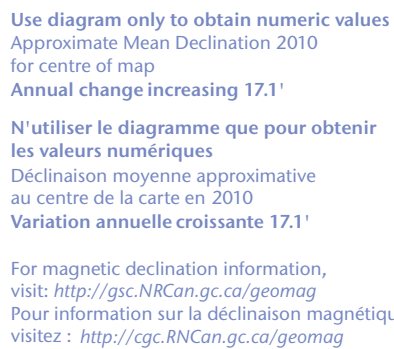 Use diagram only to obtain numeric values
Approximate Mean Declination 2010
for centre of map
Annual change increasing 17.1'
N'utiliser le diagramme que pour obtenir
les valeurs numériques
Déclinaison moyenne approximative
au centre de la carte en 2010
Variation annuelle croissante 17.1'
For magnetic declination information,
visit: http://gsc.NRCan.gc.ca/geomag
Pour information sur la déclinaison magnétiqu
visitez : http://cgc.RNCan.gc.ca/geomag